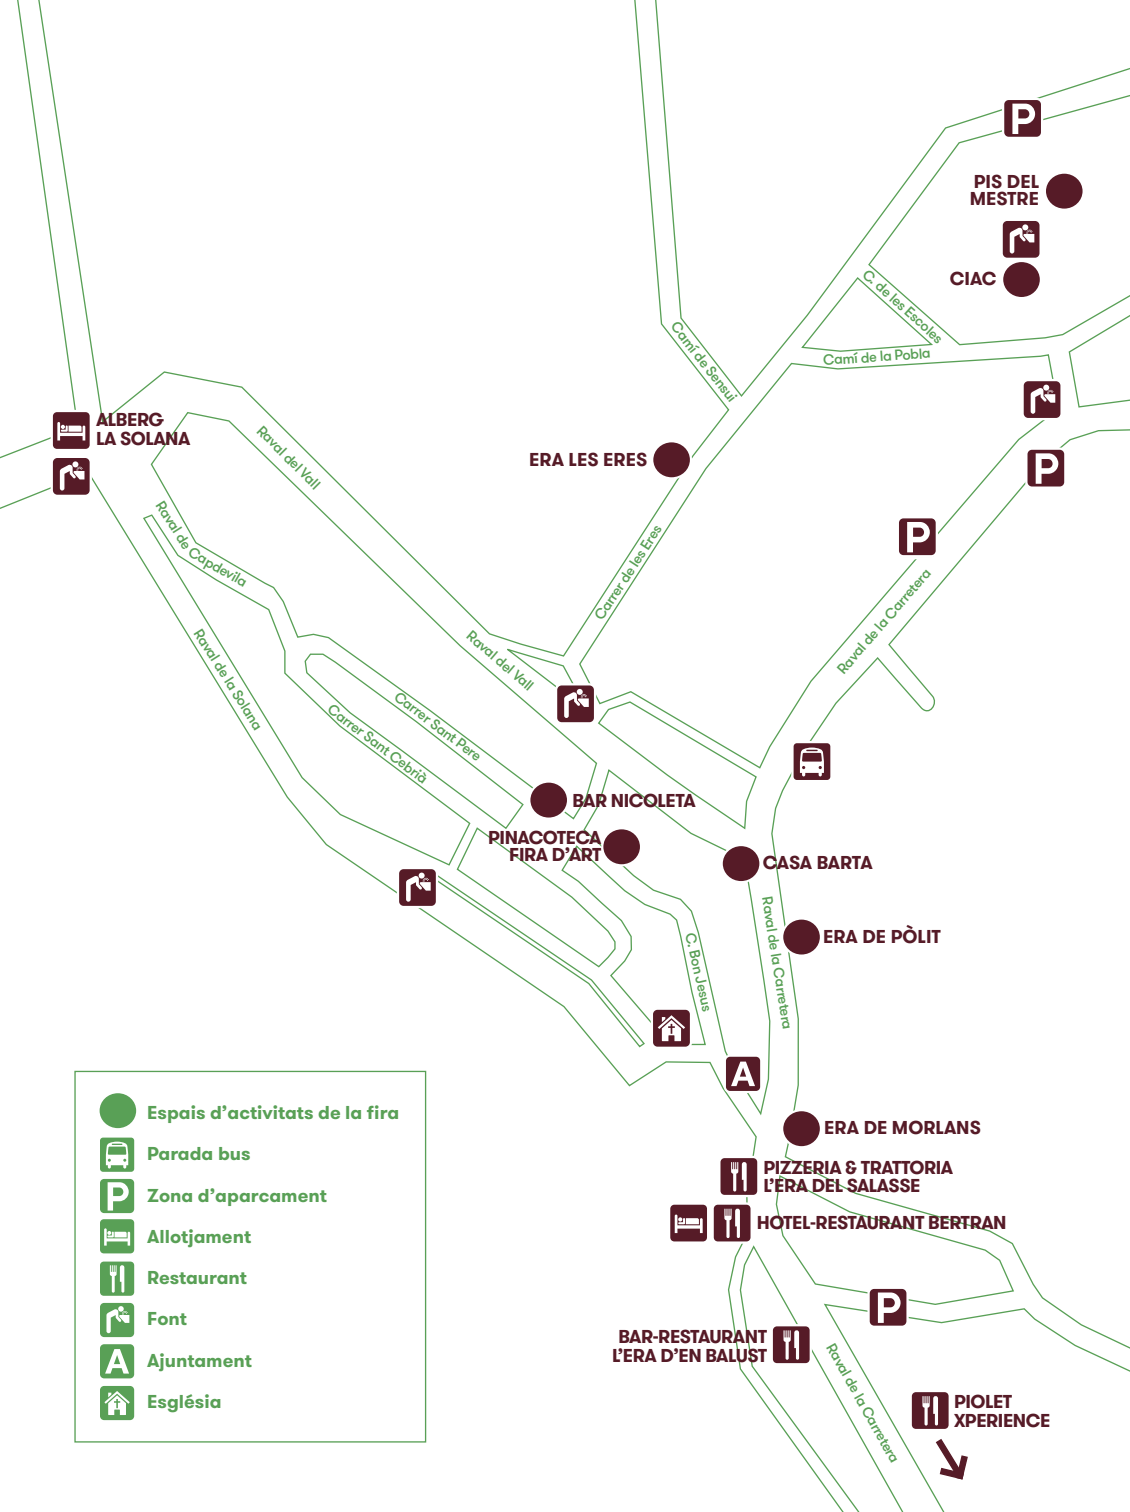 P
PIS DEL
MESTRE
CIAC
C. de les Escoles
Camí de la Pobla
Camí de Sensui
ALBERG
LA SOLANA
Raval del Vall
ERA LES ERES
P
Raval de Capdevila
P
Carrer de les Eres
Raval de la Carretera
Raval de la Solana
Raval del Vall
Carrer Sant Pere
Carrer Sant Cebrià
BAR NICOLETA
PINACOTECA
FIRA D'ART
CASA BARTA
Raval de la Carretera
ERA DE PÒLIT
C. Bon Jesus
A
ERA DE MORLANS
PIZZERIA & TRATTORIA
L'ERA DEL SALASSE
HOTEL-RESTAURANT BERTRAN
P
BAR-RESTAURANT
L'ERA D'EN BALUST
Raval de la Carretera
PIOLET
XPERIENCE
Espais d'activitats de la fira
Parada bus
P Zona d'aparcament
Allotjament
Restaurant
Font
A Ajuntament
Església